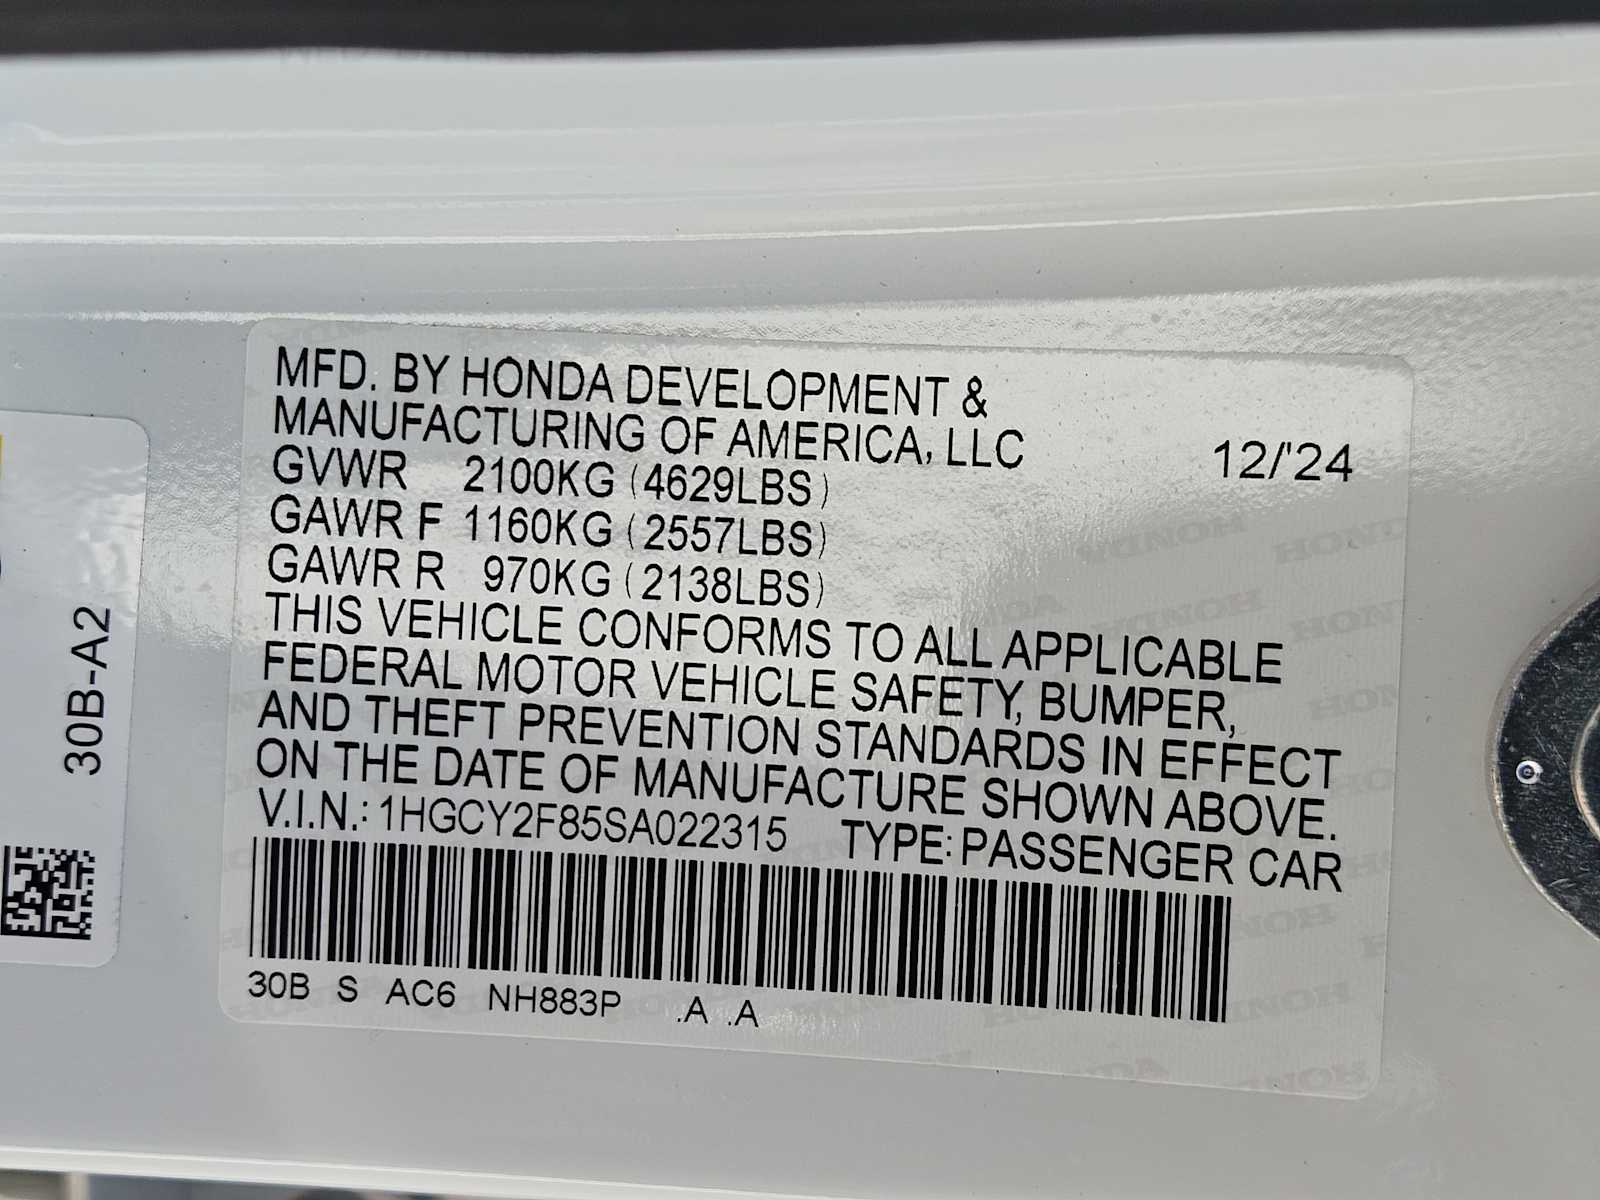 MFD. BY HONDA DEVELOPMENT &
MANUFACTURING OF AMERICA, LLC
12/'24
GVWR 2100KG (4629LBS)
GAWR F 1160KG (2557LBS)
GAWR R 970KG (2138LBS)
THIS VEHICLE CONFORMS TO ALL APPLICABLE
FEDERAL MOTOR VEHICLE SAFETY, BUMPER,
AND THEFT PREVENTION STANDARDS IN EFFECT
ON THE DATE OF MANUFACTURE SHOWN ABOVE.
V.I.N.: 1HGCY2F85SA022315 TYPE: PASSENGER CAR
30B S AC6 NH883P .A .A
30B-A2